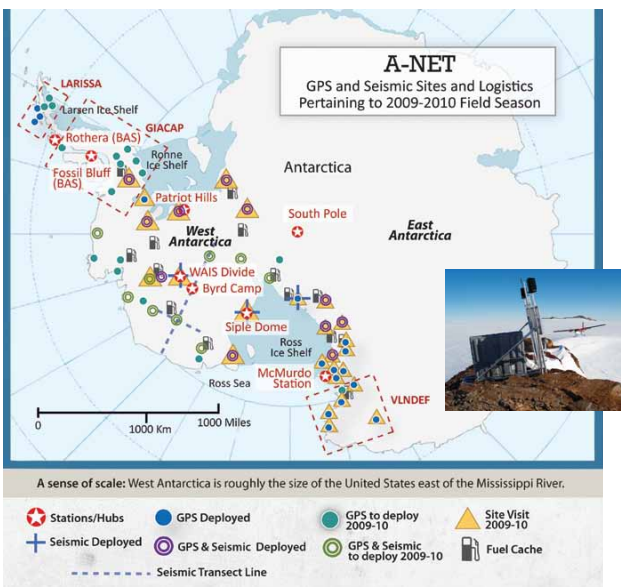 A-NET
GPS and Seismic Sites and Logistics
Pertaining to 2009-2010 Field Season
LARISSA
Larsen Ice Shelf
GIACAP
Rothera (BAS)
Ronne
Ice Shelf
Fossil Bluff
(BAS)
Antarctica
Patriot Hills
South Pole
West
Antarctica
East
Antarctica
WAIS Divide
Byrd Camp
Siple Dome
Ross
Ice Shelf
McMurdo
Station
Ross Sea
VLNDEF
0
1000 Km
1000 Miles
A sense of scale: West Antarctica is roughly the size of the United States east of the Mississippi River.
Stations/Hubs
GPS Deployed
GPS to deploy
2009-10
Site Visit
2009-10
Seismic Deployed
GPS & Seismic Deployed
GPS & Seismic
to deploy 2009-10
Fuel Cache
Seismic Transect Line